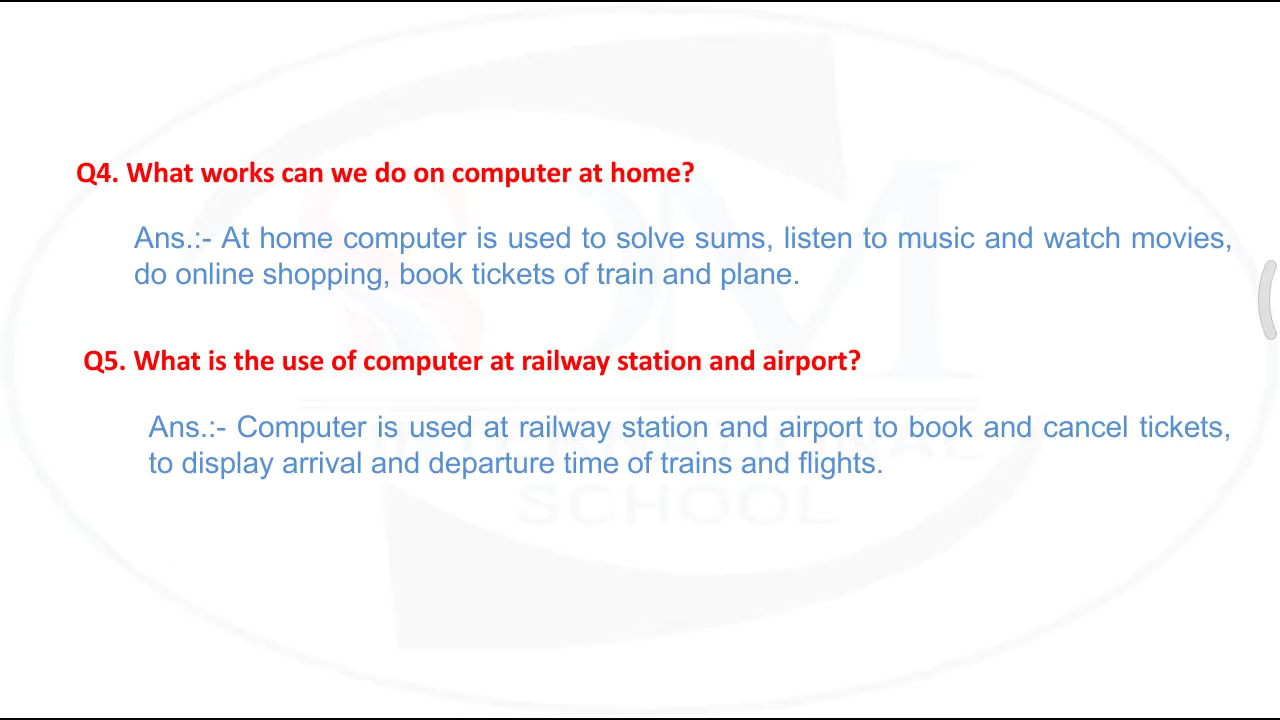 Q4. What works can we do on computer at home?
Ans.:- At home computer is used to solve sums, listen to music and watch movies,
do online shopping, book tickets of train and plane.
Q5. What is the use of computer at railway station and airport?
Ans.:- Computer is used at railway station and airport to book and cancel tickets,
to display arrival and departure time of trains and flights.
SCHOOL